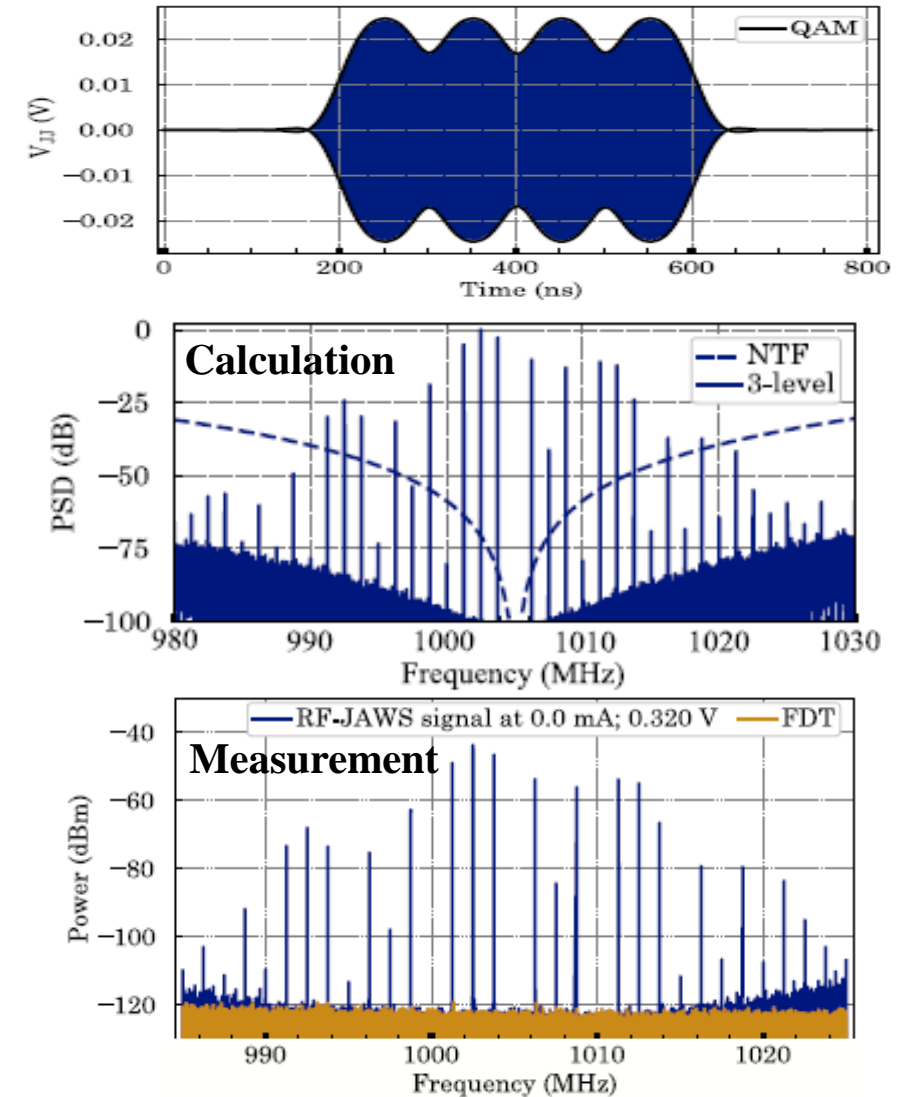 QAM
0.02
0.01
0.00
−0.01
−0.02
V_JJ (V)
0 200 400 600 800
Time (ns)
Calculation
NTF
3-level
0
−25
−50
−75
−100
PSD (dB)
980 990 1000 1010 1020 1030
Frequency (MHz)
RF-JAWS signal at 0.0 mA; 0.320 V FDT
Measurement
−40
−60
−80
−100
−120
Power (dBm)
990 1000 1010 1020
Frequency (MHz)